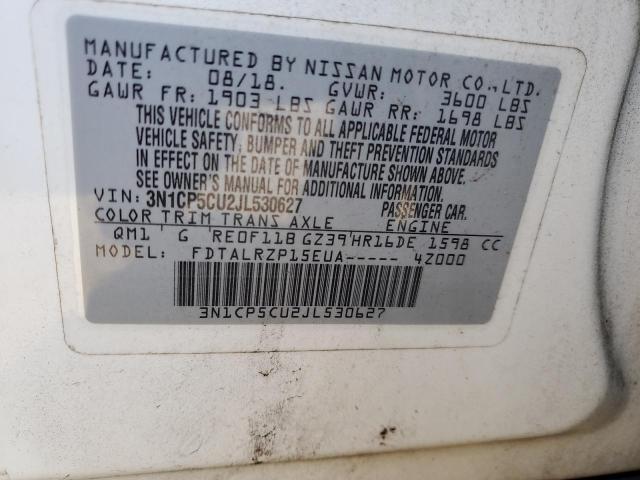 MANUFACTURED BY NISSAN MOTOR CO.,LTD.
DATE: 08/18. GVWR: 3600 LBS
GAWR FR: 1903 LBS GAWR RR: 1698 LBS
THIS VEHICLE CONFORMS TO ALL APPLICABLE FEDERAL MOTOR
VEHICLE SAFETY, BUMPER AND THEFT PREVENTION STANDARDS
IN EFFECT ON THE DATE OF MANUFACTURE SHOWN ABOVE.
SEE OWNER'S MANUAL FOR ADDITIONAL INFORMATION.
VIN: 3N1CP5CU2JL530627 PASSENGER CAR.
COLOR TRIM TRANS AXLE ENGINE
QM1 ' G 'RE0F11B GZ39'HR16DE 1598 CC
FDTALRZP15EUA----- 4Z000
3N1CP5CU2JL530627